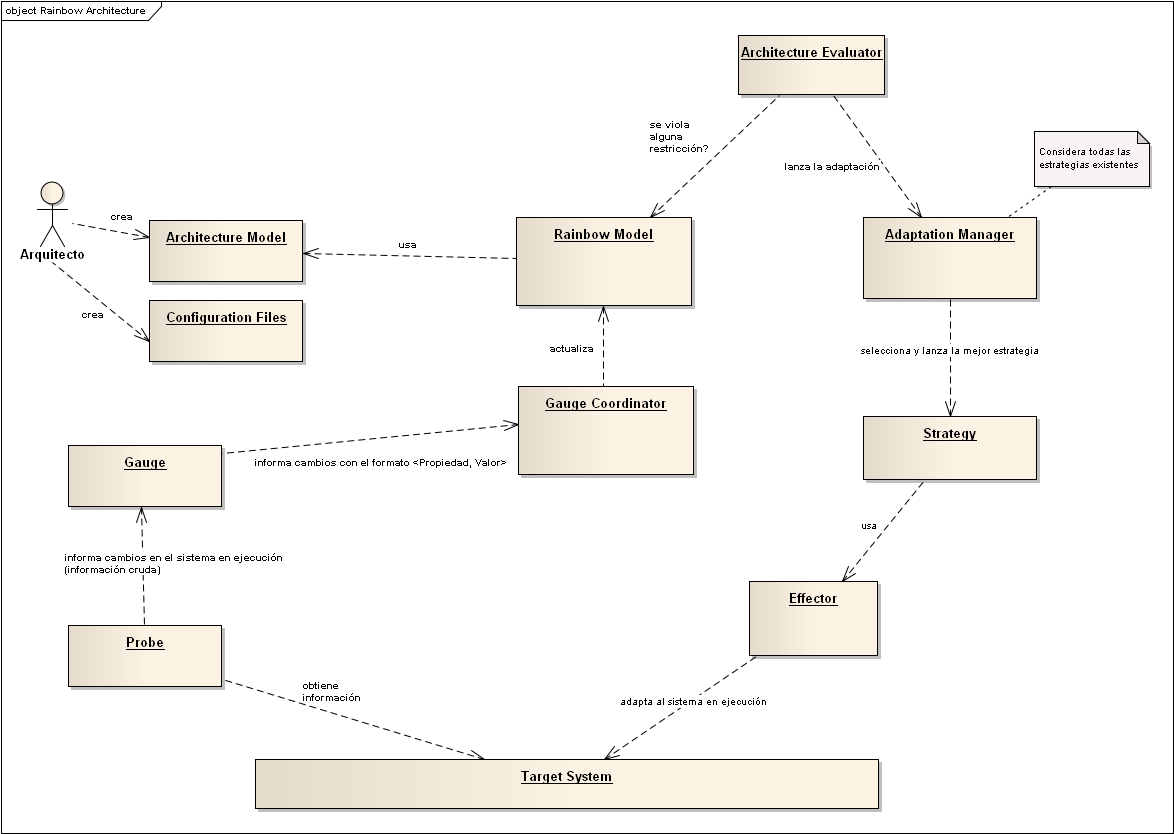 object Rainbow Architecture
Architecture Evaluator
se viola
alguna
restricción?
lanza la adaptación
Considera todas las
estrategias existentes
Arquitecto
crea
Architecture Model
usa
Rainbow Model
Adaptation Manager
crea
Configuration Files
actualiza
selecciona y lanza la mejor estrategia
Gauge Coordinator
Strategy
Gauge
informa cambios con el formato <Propiedad, Valor>
usa
informa cambios en el sistema en ejecución
(información cruda)
Effector
Probe
obtiene
información
adapta al sistema en ejecución
Target System